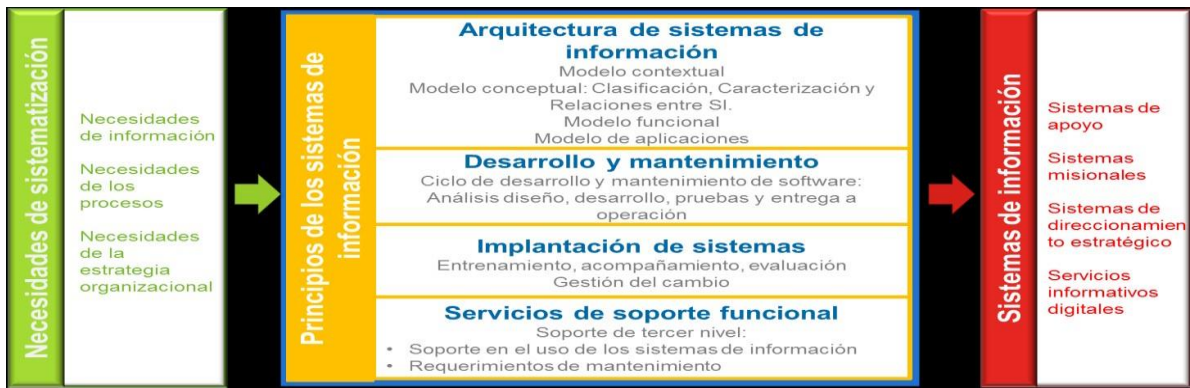 Necesidades de sistematización
Necesidades
de información
Necesidades
de los
procesos
Necesidades
de la
estrategia
organizacional
Principios de los sistemas de
información
Arquitectura de sistemas de
información
Modelo contextual
Modelo conceptual: Clasificación, Caracterización y
Relaciones entre SI.
Modelo funcional
Modelo de aplicaciones
Desarrollo y mantenimiento
Ciclo de desarrollo y mantenimiento de software:
Análisis diseño, desarrollo, pruebas y entrega a
operación
Implantación de sistemas
Entrenamiento, acompañamiento, evaluación
Gestión del cambio
Servicios de soporte funcional
Soporte de tercer nivel:
• Soporte en el uso de los sistemas de información
• Requerimientos de mantenimiento
Sistemas de información
Sistemas de
apoyo
Sistemas
misionales
Sistemas de
direccionamien
to estratégico
Servicios
informativos
digitales